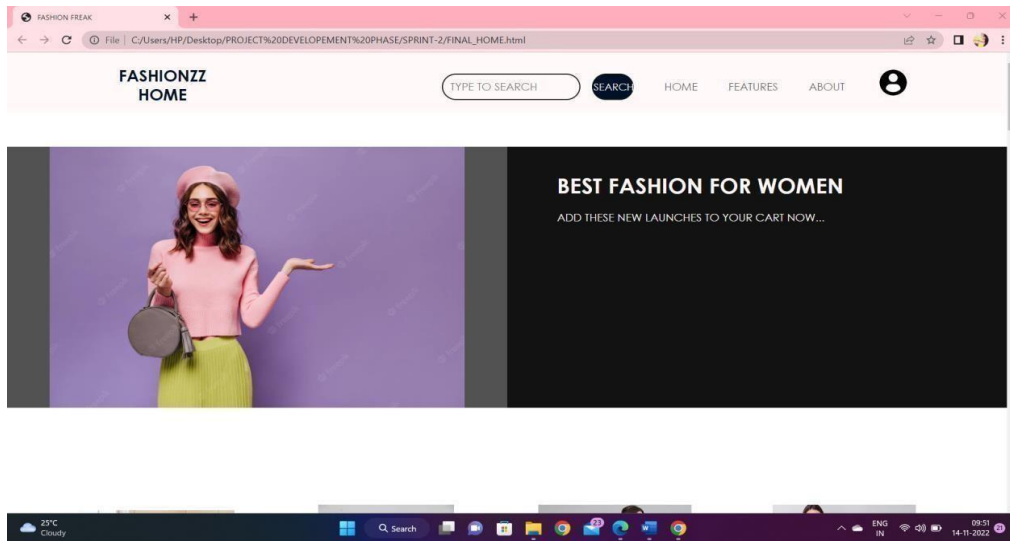 FASHION FREAK
File | C:/Users/HP/Desktop/PROJECT%20DEVELOPEMENT%20PHASE/SPRINT-2/FINAL_HOME.html
FASHIONZZ
HOME
TYPE TO SEARCH
SEARCH
HOME
FEATURES
ABOUT
BEST FASHION FOR WOMEN
ADD THESE NEW LAUNCHES TO YOUR CART NOW...
25°C
Cloudy
Search
23
ENG
IN
09:51
14-11-2022